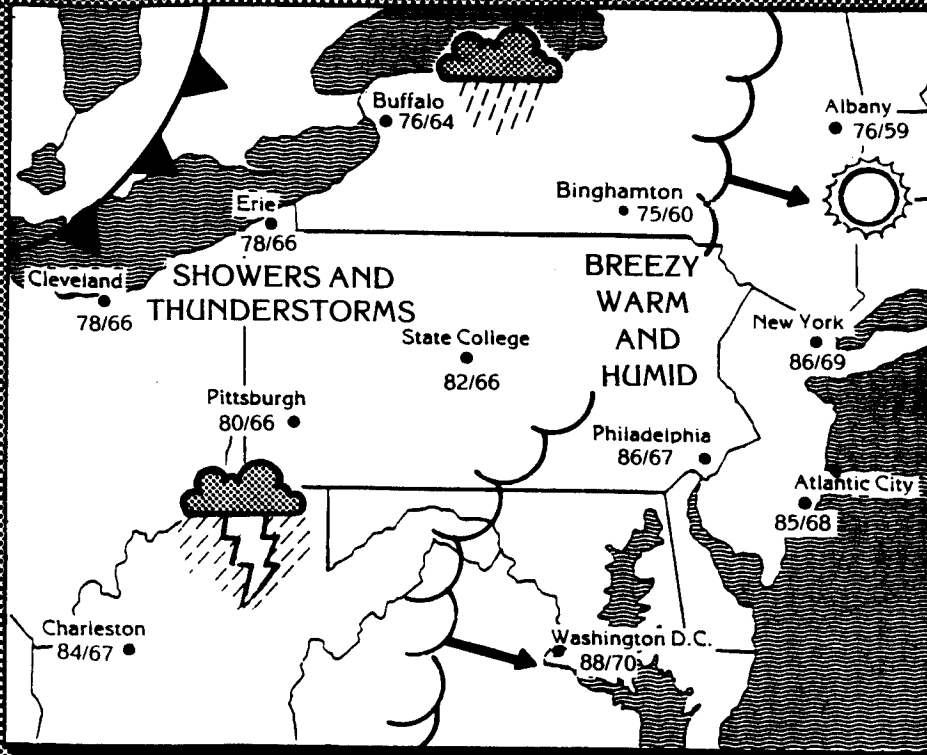 Buffalo
76/64
Albany
76/59
Binghamton
75/60
Erie
78/66
Cleveland
78/66
SHOWERS AND
THUNDERSTORMS
BREEZY
WARM
AND
HUMID
State College
82/66
New York
86/69
Pittsburgh
80/66
Philadelphia
86/67
Atlantic City
85/68
Charleston
84/67
Washington D.C.
88/70